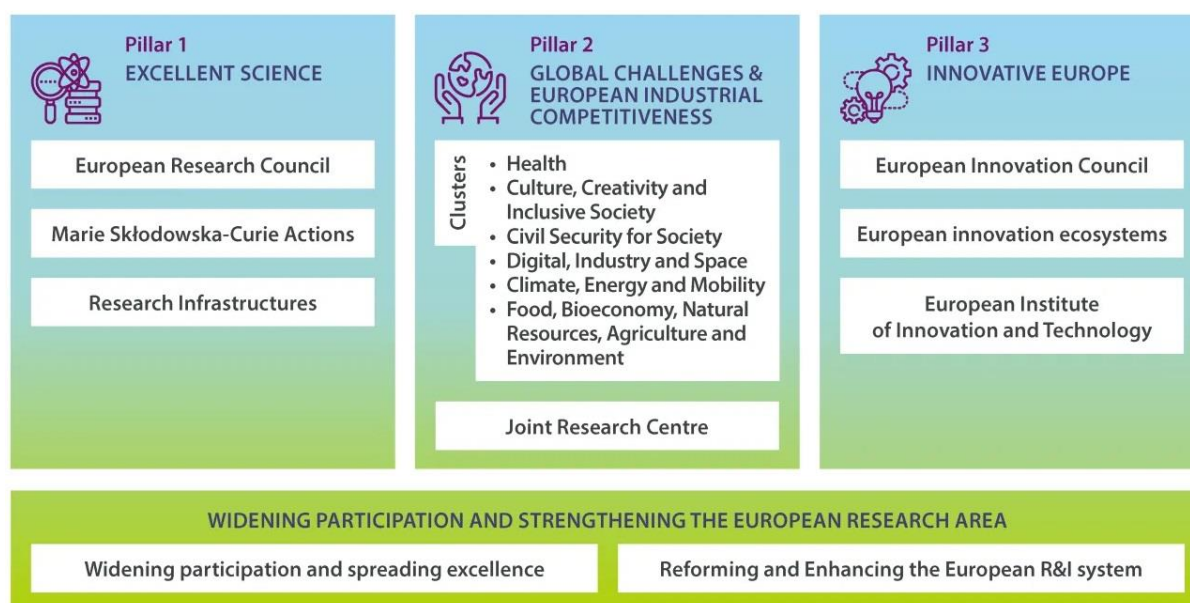 Pillar 1
EXCELLENT SCIENCE
European Research Council
Marie Skłodowska-Curie Actions
Research Infrastructures
Pillar 2
GLOBAL CHALLENGES &
EUROPEAN INDUSTRIAL
COMPETITIVENESS
Clusters
• Health
• Culture, Creativity and
Inclusive Society
• Civil Security for Society
• Digital, Industry and Space
• Climate, Energy and Mobility
• Food, Bioeconomy, Natural
Resources, Agriculture and
Environment
Joint Research Centre
Pillar 3
INNOVATIVE EUROPE
European Innovation Council
European innovation ecosystems
European Institute
of Innovation and Technology
WIDENING PARTICIPATION AND STRENGTHENING THE EUROPEAN RESEARCH AREA
Widening participation and spreading excellence
Reforming and Enhancing the European R&I system